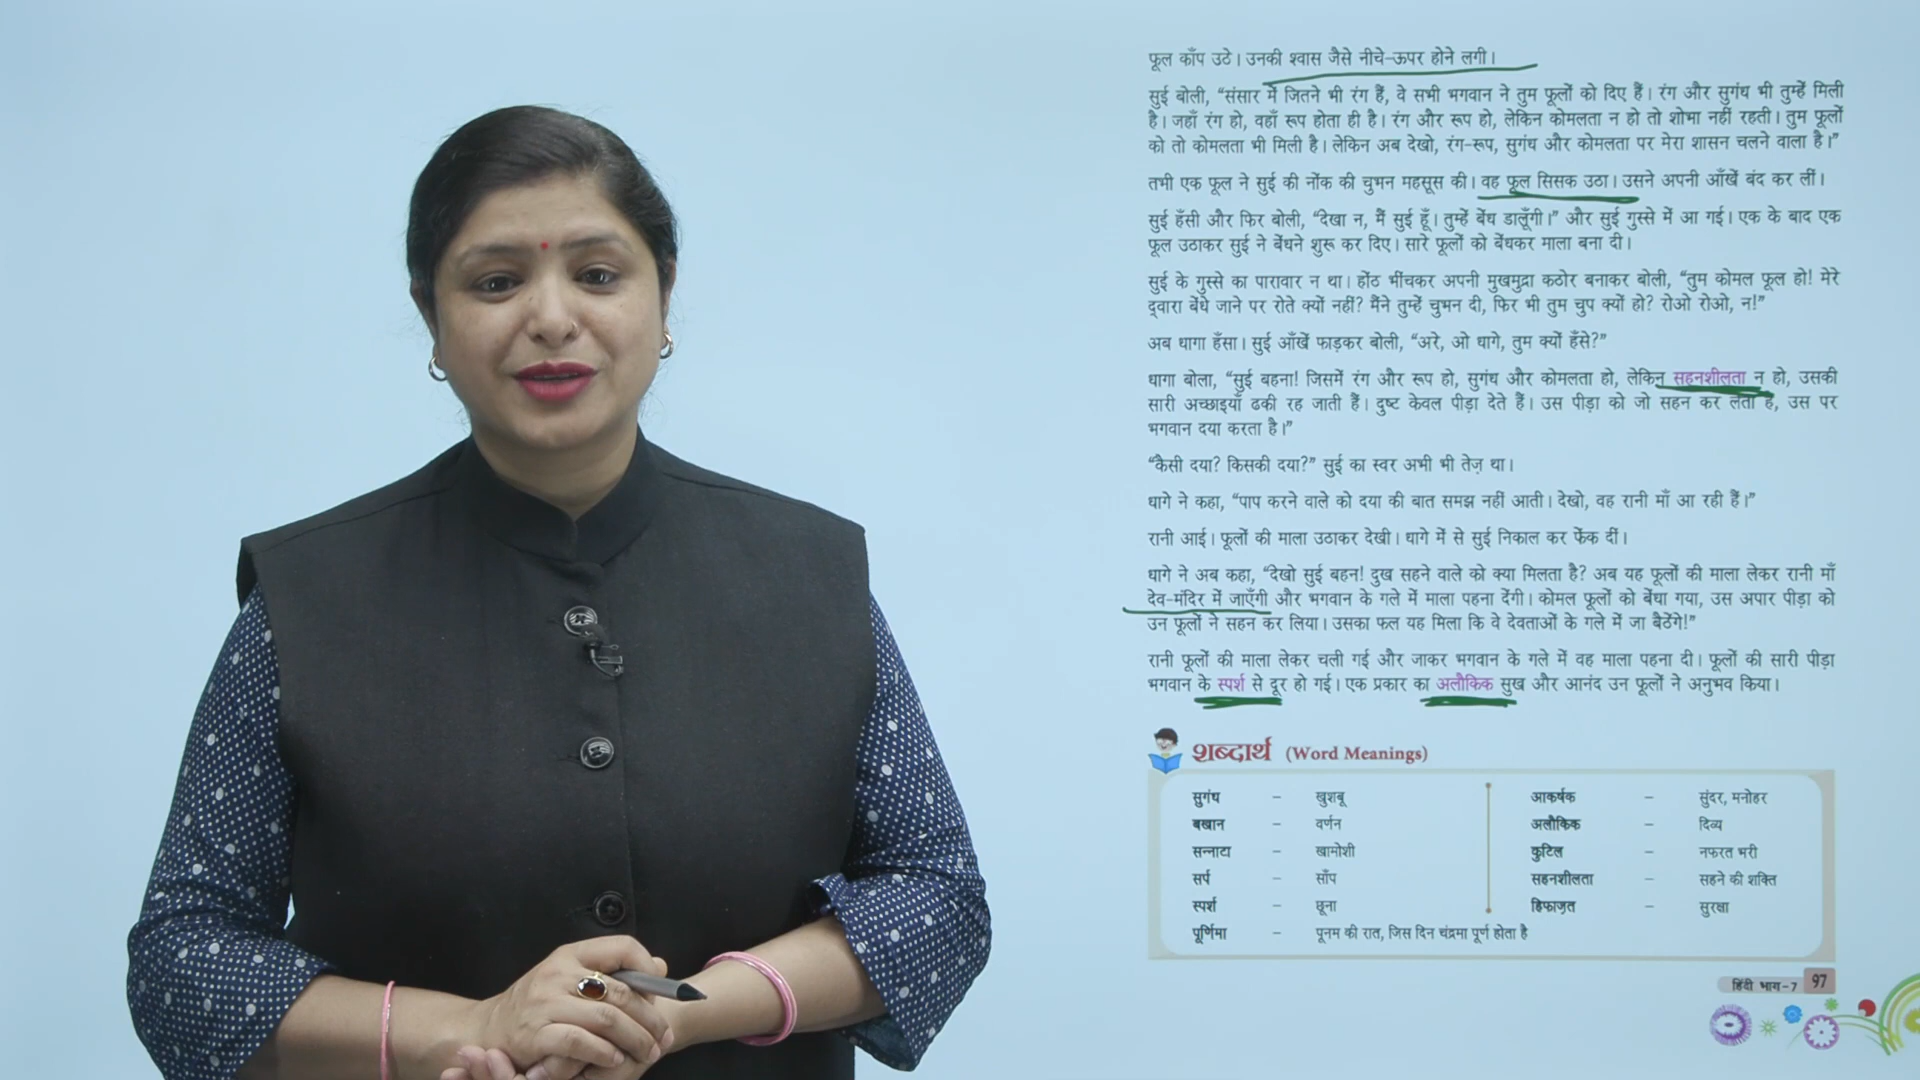 फूल काँप उठे। उनकी श्वास जैसे नीचे-ऊपर होने लगी।
सुई बोली, “संसार में जितने भी रंग हैं, वे सभी भगवान ने तुम फूलों को दिए हैं। रंग और सुगंध भी तुम्हें मिली
है। जहाँ रंग हो, वहाँ रूप होता ही है। रंग और रूप हो, लेकिन कोमलता न हो तो शोभा नहीं रहती। तुम फूलों
को तो कोमलता भी मिली है। लेकिन अब देखो, रंग-रूप, सुगंध और कोमलता पर मेरा शासन चलने वाला है।”
तभी एक फूल ने सुई की नोंक की चुभन महसूस की। वह फूल सिसक उठा। उसने अपनी आँखें बंद कर लीं।
सुई हँसी और फिर बोली, “देखा न, मैं सुई हूँ। तुम्हें बेंध डालूँगी।” और सुई गुस्से में आ गई। एक के बाद एक
फूल उठाकर सुई ने बेंधने शुरू कर दिए। सारे फूलों को बेंधकर माला बना दी।
सुई के गुस्से का पारावार न था। होंठ भींचकर अपनी मुखमुद्रा कठोर बनाकर बोली, “तुम कोमल फूल हो! मेरे
द्वारा बेंधे जाने पर रोते क्यों नहीं? मैंने तुम्हें चुभन दी, फिर भी तुम चुप क्यों हो? रोओ रोओ, न!”
अब धागा हँसा। सुई आँखें फाड़कर बोली, “अरे, ओ धागे, तुम क्यों हँसे?”
धागा बोला, “सुई बहना! जिसमें रंग और रूप हो, सुगंध और कोमलता हो, लेकिन सहनशीलता न हो, उसकी
सारी अच्छाइयाँ ढकी रह जाती हैं। दुष्ट केवल पीड़ा देते हैं। उस पीड़ा को जो सहन कर लेता है, उस पर
भगवान दया करता है।”
“कैसी दया? किसकी दया?” सुई का स्वर अभी भी तेज़ था।
धागे ने कहा, “पाप करने वाले को दया की बात समझ नहीं आती। देखो, वह रानी माँ आ रही हैं।”
रानी आई। फूलों की माला उठाकर देखी। धागे में से सुई निकाल कर फेंक दीं।
धागे ने अब कहा, “देखो सुई बहन! दुख सहने वाले को क्या मिलता है? अब यह फूलों की माला लेकर रानी माँ
देव-मंदिर में जाएँगी और भगवान के गले में माला पहना देंगी। कोमल फूलों को बेंधा गया, उस अपार पीड़ा को
उन फूलों ने सहन कर लिया। उसका फल यह मिला कि वे देवताओं के गले में जा बैठेंगे!”
रानी फूलों की माला लेकर चली गई और जाकर भगवान के गले में वह माला पहना दी। फूलों की सारी पीड़ा
भगवान के स्पर्श से दूर हो गई। एक प्रकार का अलौकिक सुख और आनंद उन फूलों ने अनुभव किया।
शब्दार्थ (Word Meanings)
सुगंध – खुशबू
बखान – वर्णन
सन्नाटा – खामोशी
सर्प – साँप
स्पर्श – छूना
पूर्णिमा – पूनम की रात, जिस दिन चंद्रमा पूर्ण होता है
आकर्षक – सुंदर, मनोहर
अलौकिक – दिव्य
कुटिल – नफरत भरी
सहनशीलता – सहने की शक्ति
हिफाज़त – सुरक्षा
हिंदी भाग-7 97